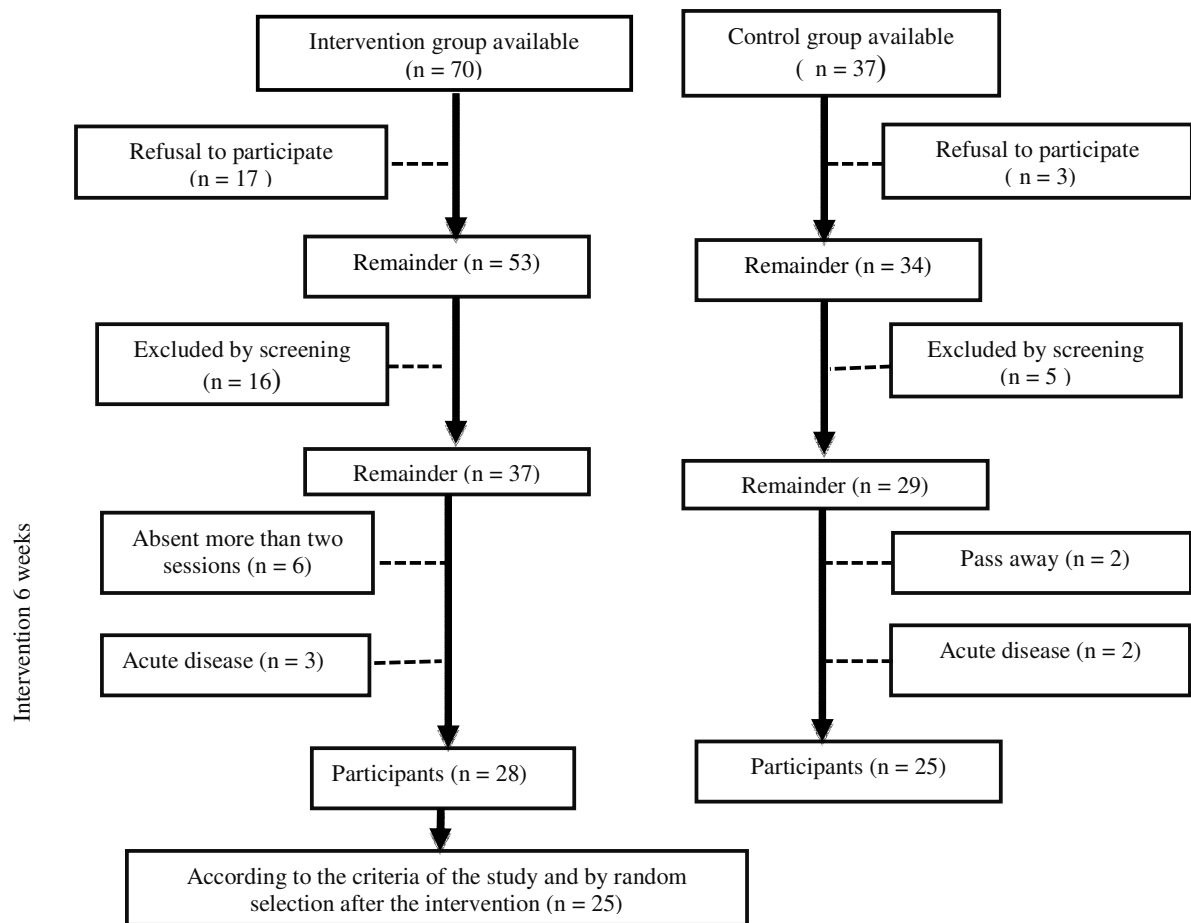 Intervention group available
(n = 70)
Control group available
( n = 37)
Refusal to participate
(n = 17 )
Refusal to participate
( n = 3)
Remainder (n = 53)
Remainder (n = 34)
Excluded by screening
(n = 16)
Excluded by screening
(n = 5 )
Remainder (n = 37)
Remainder (n = 29)
Intervention 6 weeks
Absent more than two
sessions (n = 6)
Pass away (n = 2)
Acute disease (n = 3)
Acute disease (n = 2)
Participants (n = 28)
Participants (n = 25)
According to the criteria of the study and by random
selection after the intervention (n = 25)